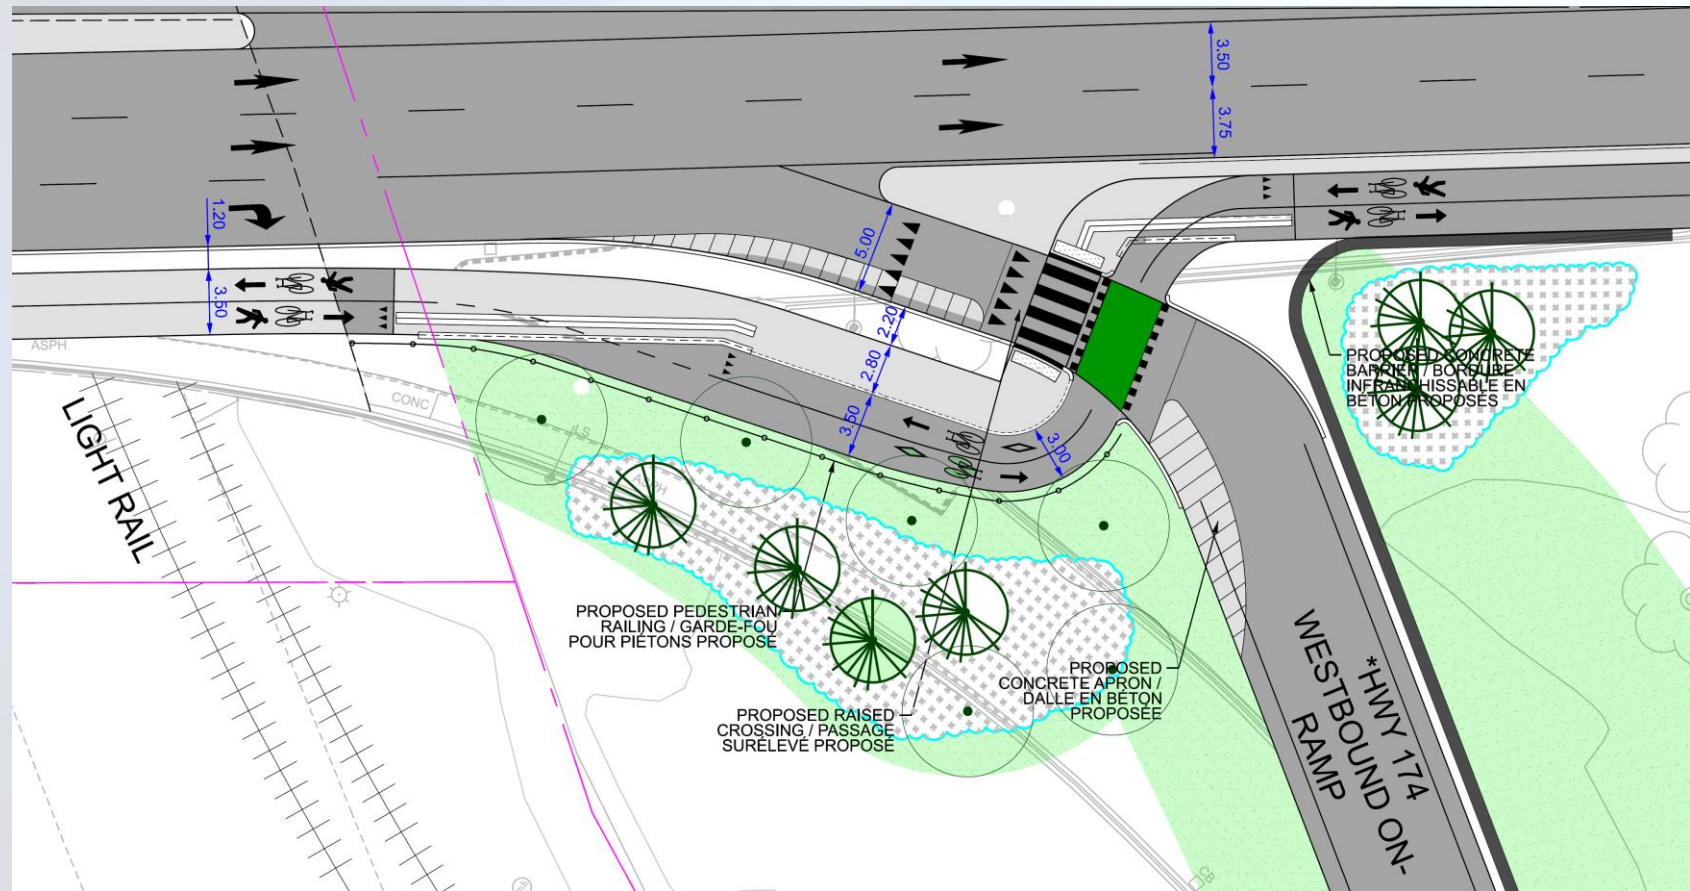 3.50
3.75
1.20
3.50
5.00
2.20
2.80
3.50
3.00
ASPH
CONC
ASPH
LIGHT RAIL
PROPOSED CONCRETE
BARRIER / BORDURE
INFRANCHISSABLE EN
BÉTON PROPOSÉS
PROPOSED PEDESTRIAN
RAILING / GARDE-FOU
POUR PIÉTONS PROPOSÉ
PROPOSED RAISED
CROSSING / PASSAGE
SURÉLEVÉ PROPOSÉ
PROPOSED
CONCRETE APRON /
DALLE EN BÉTON
PROPOSÉE
*HWY 174
WESTBOUND ON-
RAMP
CB